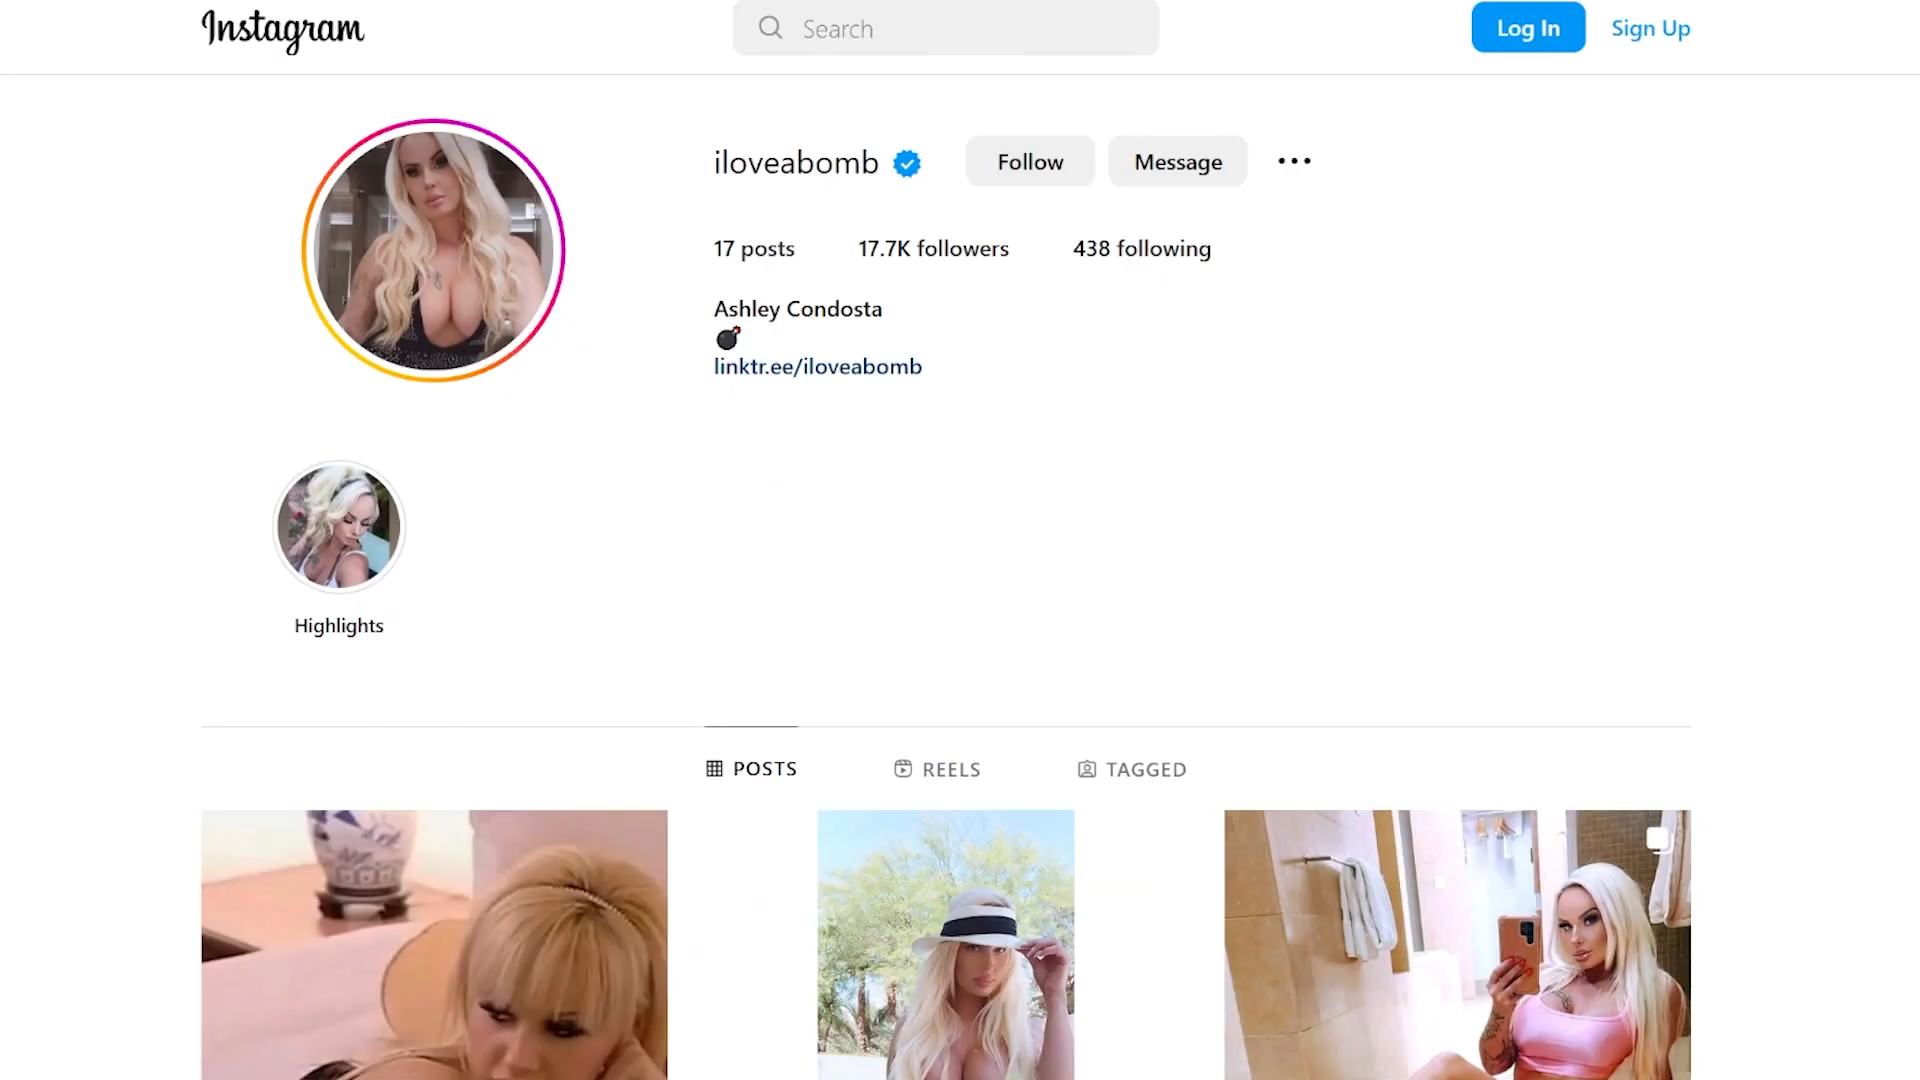 Instagram
Search
Log In
Sign Up
iloveabomb
Follow
Message
17 posts
17.7K followers
438 following
Ashley Condosta
linktr.ee/iloveabomb
Highlights
POSTS
REELS
TAGGED